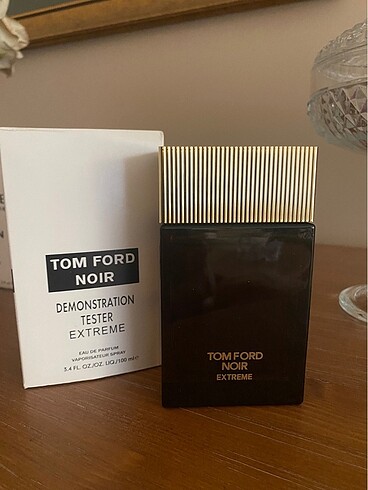 TOM FORD
NOIR
DEMONSTRATION
TESTER
EXTREME
EAU DE PARFUM
VAPORISATEUR SPRAY
3.4 FL. OZ./OZ. LIQ./100 ml ℮
TOM FORD
NOIR
EXTREME